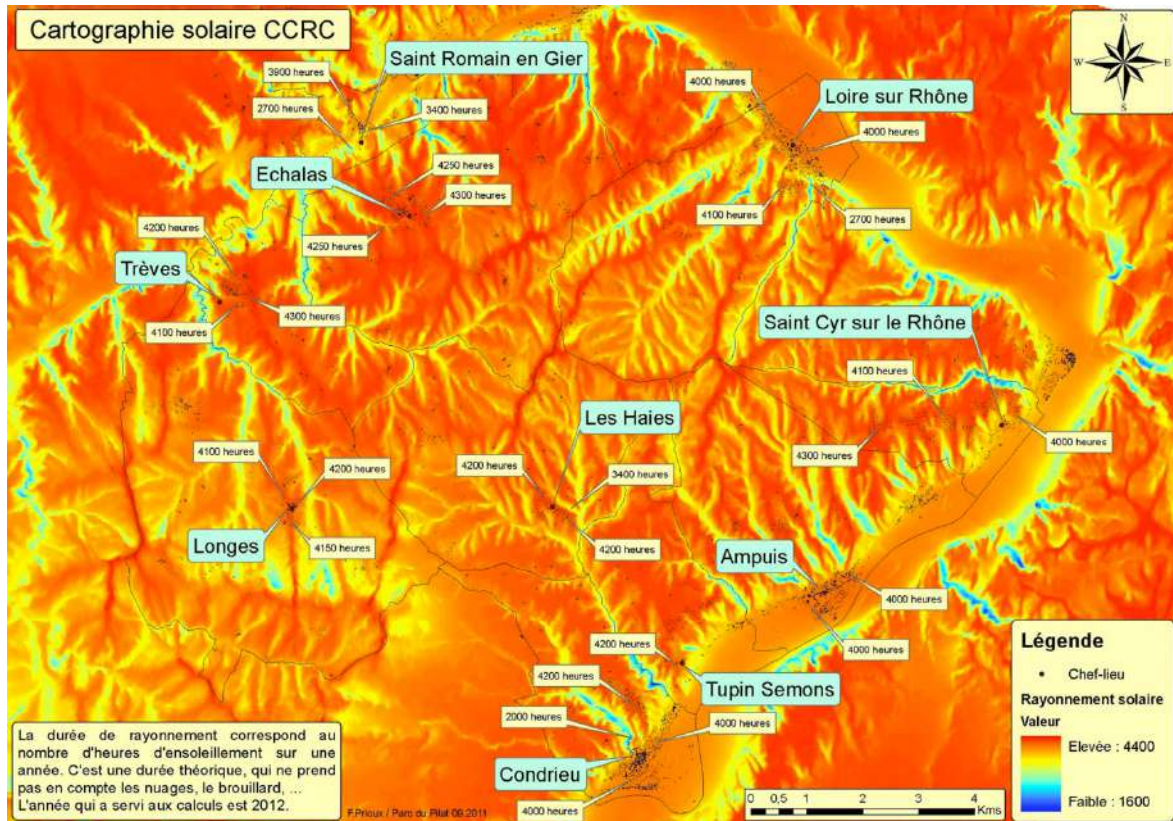 Cartographie solaire CCRC
N
W
E
S
Saint Romain en Gier
3900 heures
2700 heures
3400 heures
4000 heures
Loire sur Rhône
4000 heures
4100 heures
2700 heures
Echalas
4250 heures
4300 heures
4250 heures
4200 heures
Trèves
4100 heures
4300 heures
Saint Cyr sur le Rhône
4100 heures
4300 heures
4000 heures
Les Haies
4200 heures
3400 heures
4200 heures
4100 heures
4200 heures
Longes
4150 heures
Ampuis
4000 heures
4000 heures
4200 heures
Tupin Semons
4200 heures
2000 heures
4000 heures
Condrieu
4000 heures
La durée de rayonnement correspond au
nombre d'heures d'ensoleillement sur une
année. C'est une durée théorique, qui ne prend
pas en compte les nuages, le brouillard, ...
L'année qui a servi aux calculs est 2012.
F.Prioux / Parc du Pilat 09.2011
0 0,5 1 2 3 4
Kms
Légende
Chef-lieu
Rayonnement solaire
Valeur
Elevée : 4400
Faible : 1600